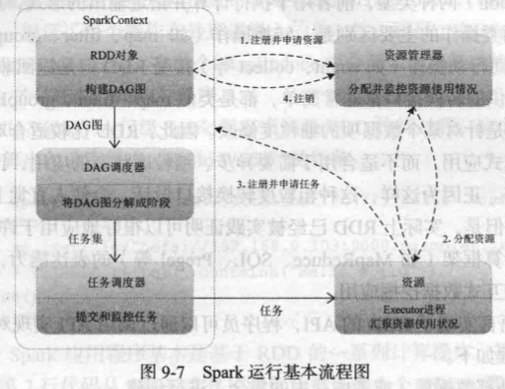 SparkContext
RDD对象
构建DAG图
DAG图
DAG调度器
将DAG图分解成阶段
任务集
任务调度器
提交和监控任务
1. 注册并申请资源
4. 注销
3. 注册并申请任务
任务
资源管理器
分配并监控资源使用情况
2. 分配资源
资源
Executor进程
汇报资源使用状况
图 9-7 Spark 运行基本流程图